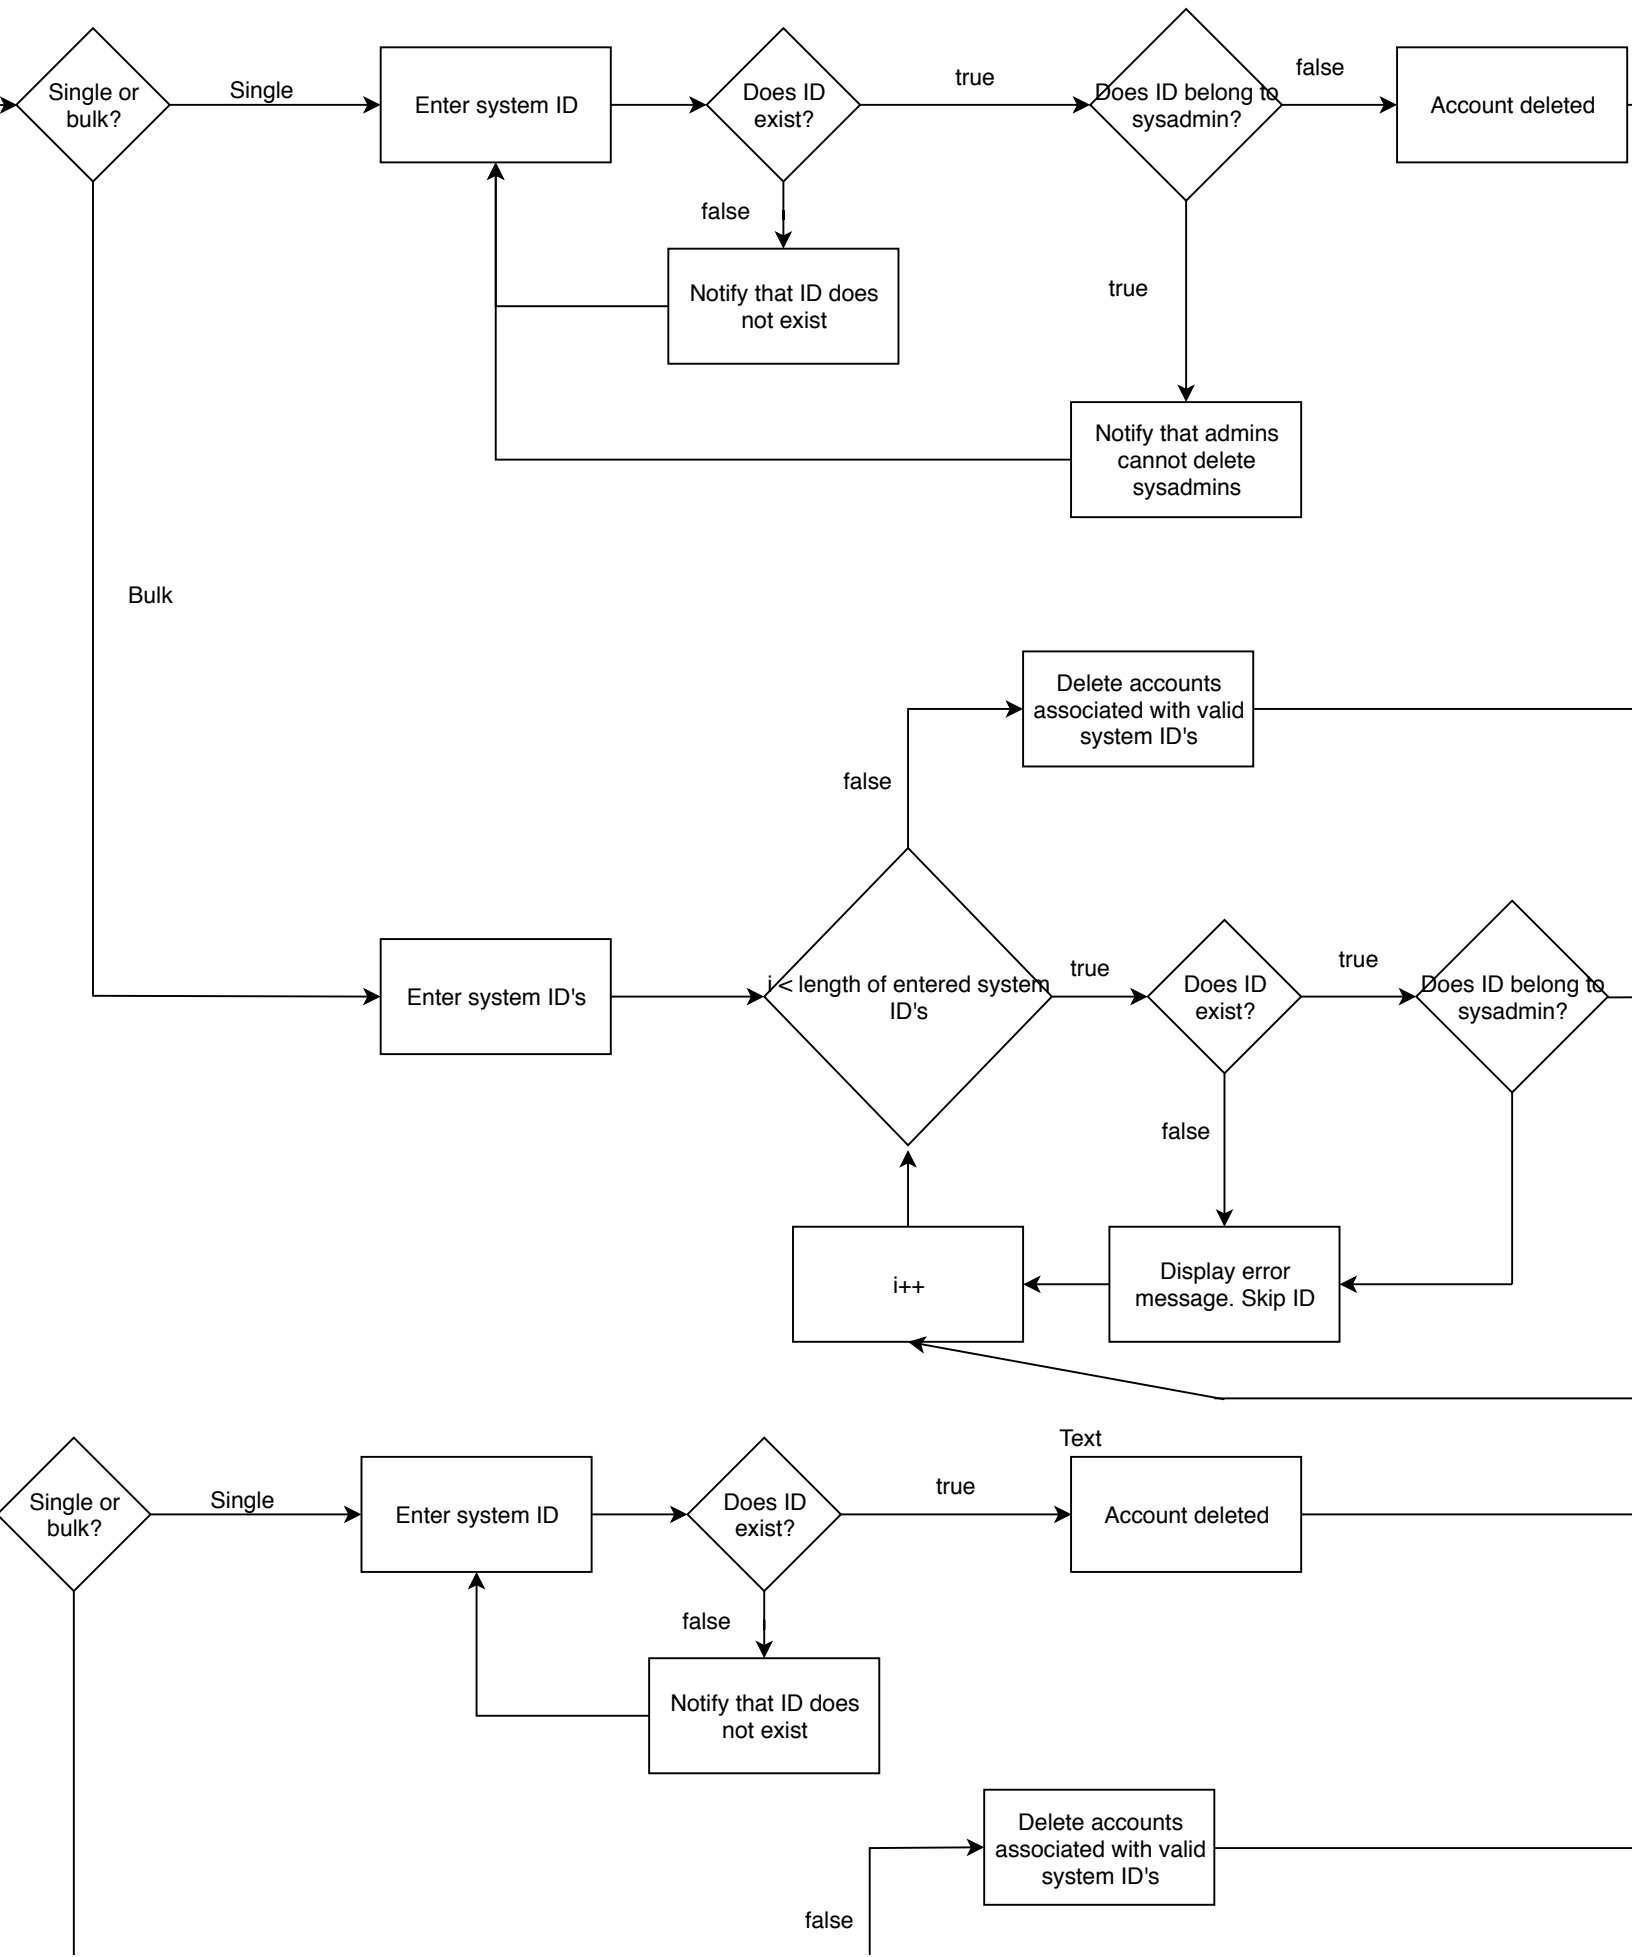 Single or
bulk?
Single
Enter system ID
Does ID
exist?
true
Does ID belong to
sysadmin?
false
Account deleted
false
Notify that ID does
not exist
true
Notify that admins
cannot delete
sysadmins
Bulk
Delete accounts
associated with valid
system ID's
false
Enter system ID's
i < length of entered system
ID's
true
Does ID
exist?
true
Does ID belong to
sysadmin?
false
i++
Display error
message. Skip ID
Text
Single or
bulk?
Single
Enter system ID
Does ID
exist?
true
Account deleted
false
Notify that ID does
not exist
Delete accounts
associated with valid
system ID's
false